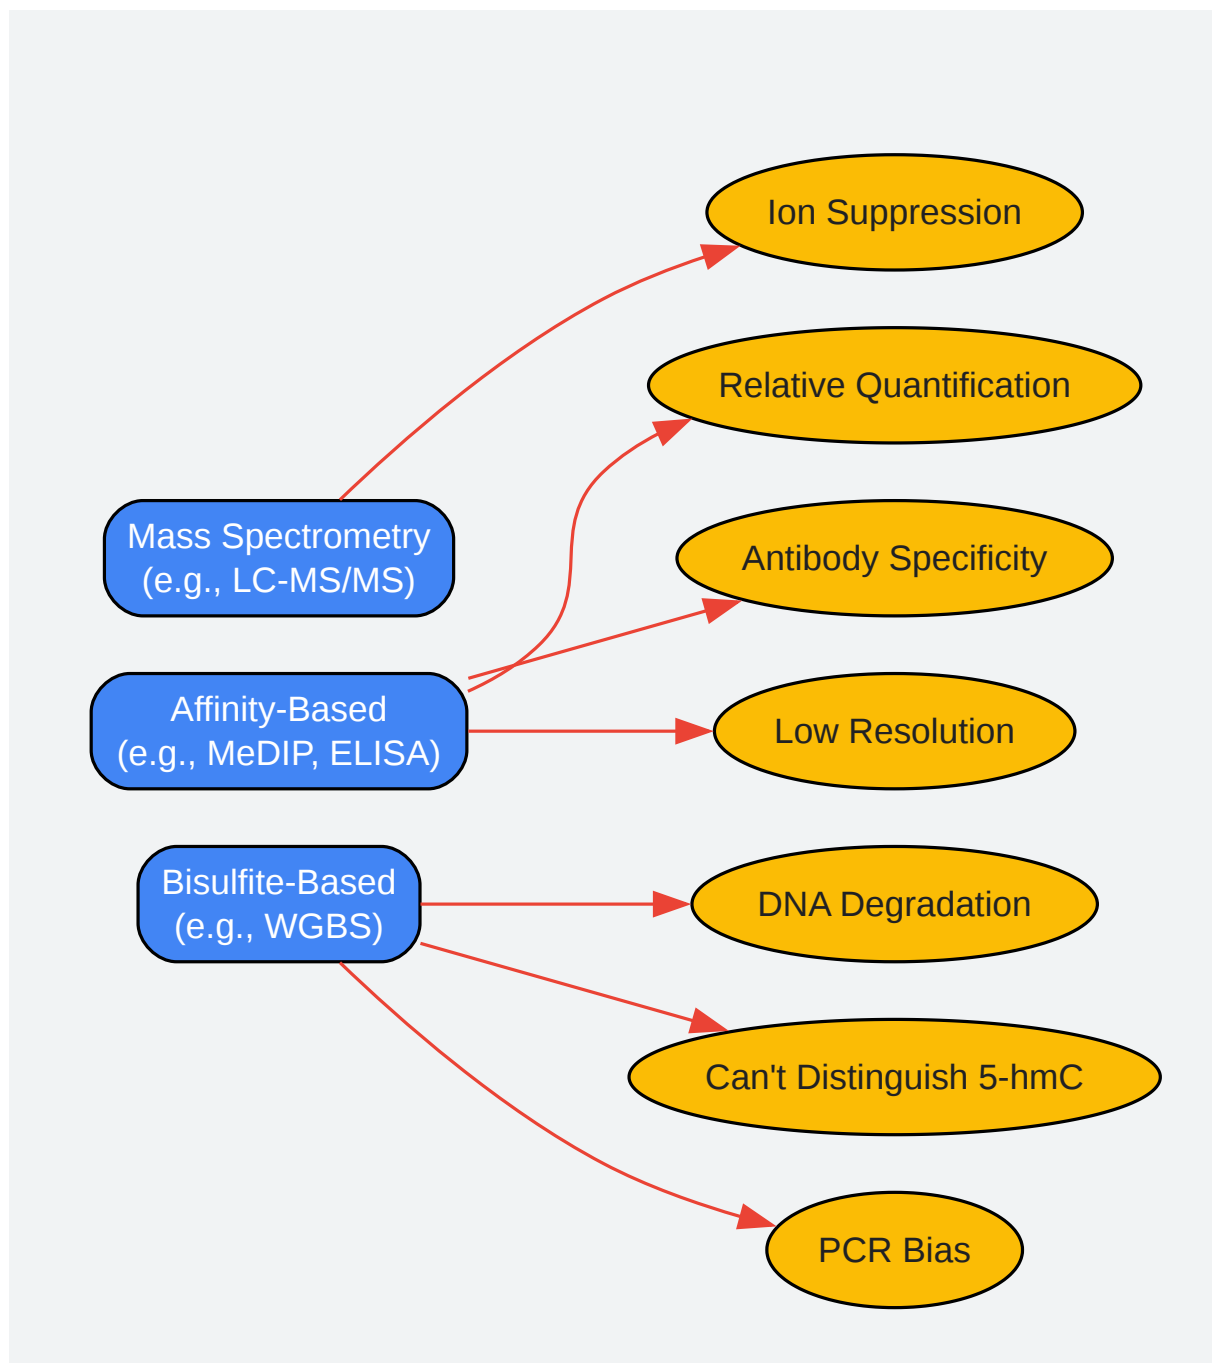 Ion Suppression
Relative Quantification
Mass Spectrometry
(e.g., LC-MS/MS)
Antibody Specificity
Affinity-Based
(e.g., MeDIP, ELISA)
Low Resolution
Bisulfite-Based
(e.g., WGBS)
DNA Degradation
Can't Distinguish 5-hmC
PCR Bias